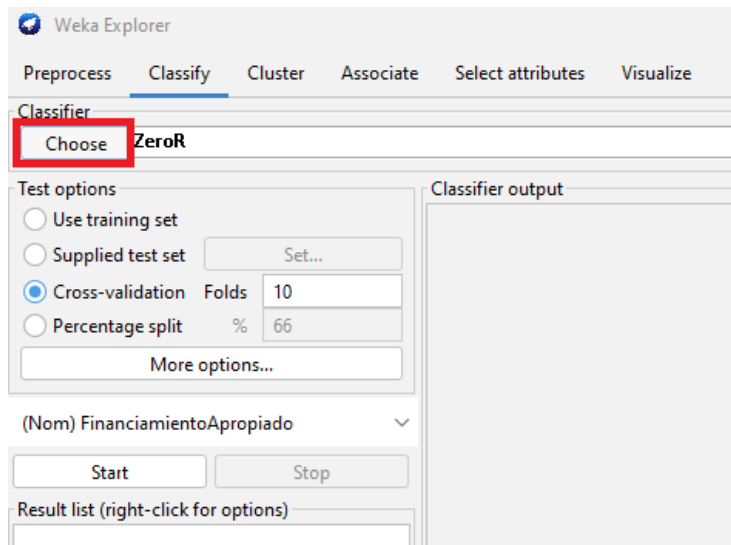 Weka Explorer
Preprocess Classify Cluster Associate Select attributes Visualize
Classifier
Choose ZeroR
Test options
Use training set
Supplied test set Set...
Cross-validation Folds 10
Percentage split % 66
More options...
(Nom) FinanciamientoApropiado
Start Stop
Result list (right-click for options)
Classifier output